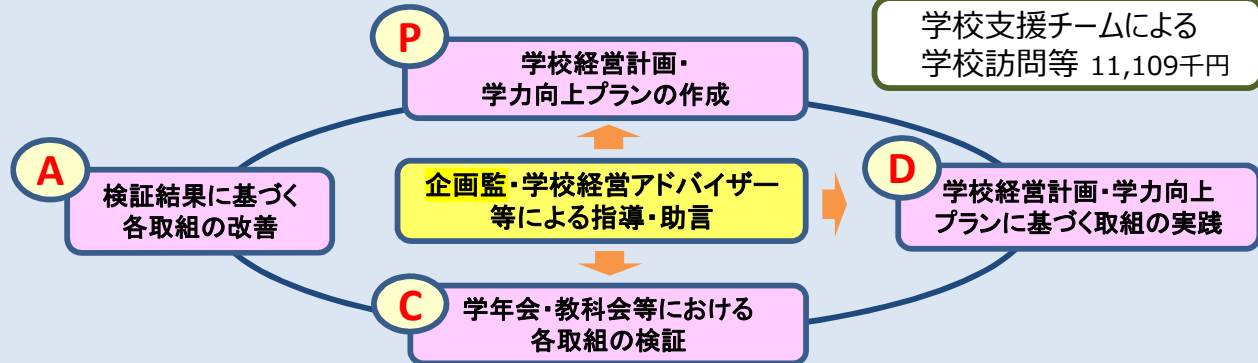 学校支援チームによる
学校訪問等 11,109千円
P
学校経営計画・
学力向上プランの作成
A
検証結果に基づく
各取組の改善
企画監・学校経営アドバイザー
等による指導・助言
D
学校経営計画・学力向上
プランに基づく取組の実践
C
学年会・教科会等における
各取組の検証